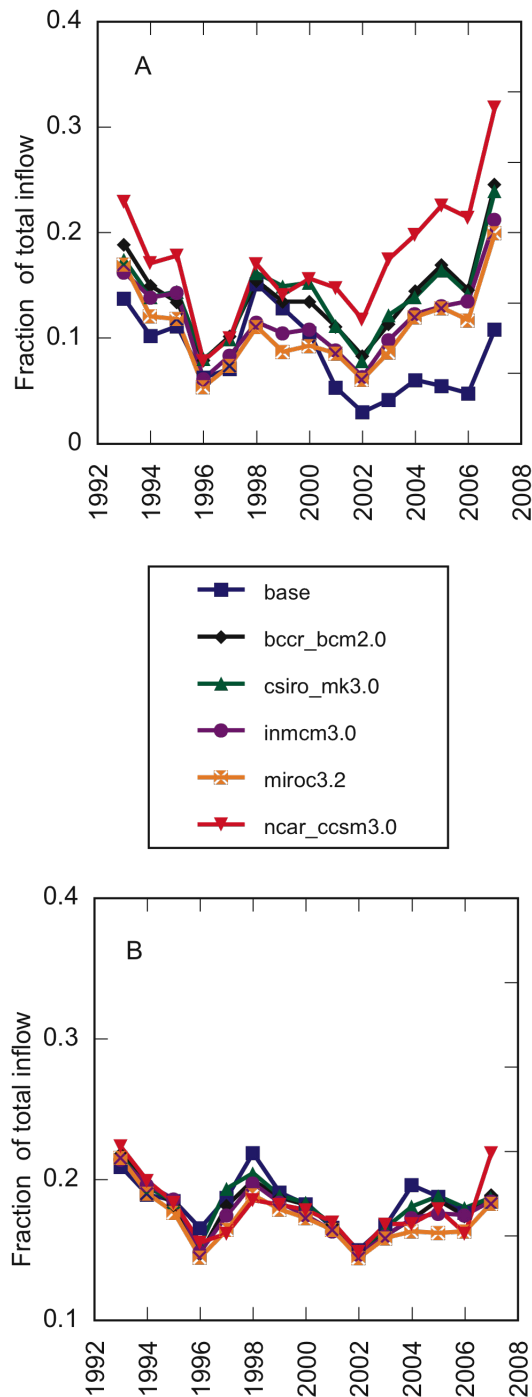 0.4
A
0.3
0.2
0.1
0
Fraction of total inflow
1992
1994
1996
1998
2000
2002
2004
2006
2008
base
bccr_bcm2.0
csiro_mk3.0
inmcm3.0
miroc3.2
ncar_ccsm3.0
0.4
B
0.3
0.2
0.1
Fraction of total inflow
1992
1994
1996
1998
2000
2002
2004
2006
2008